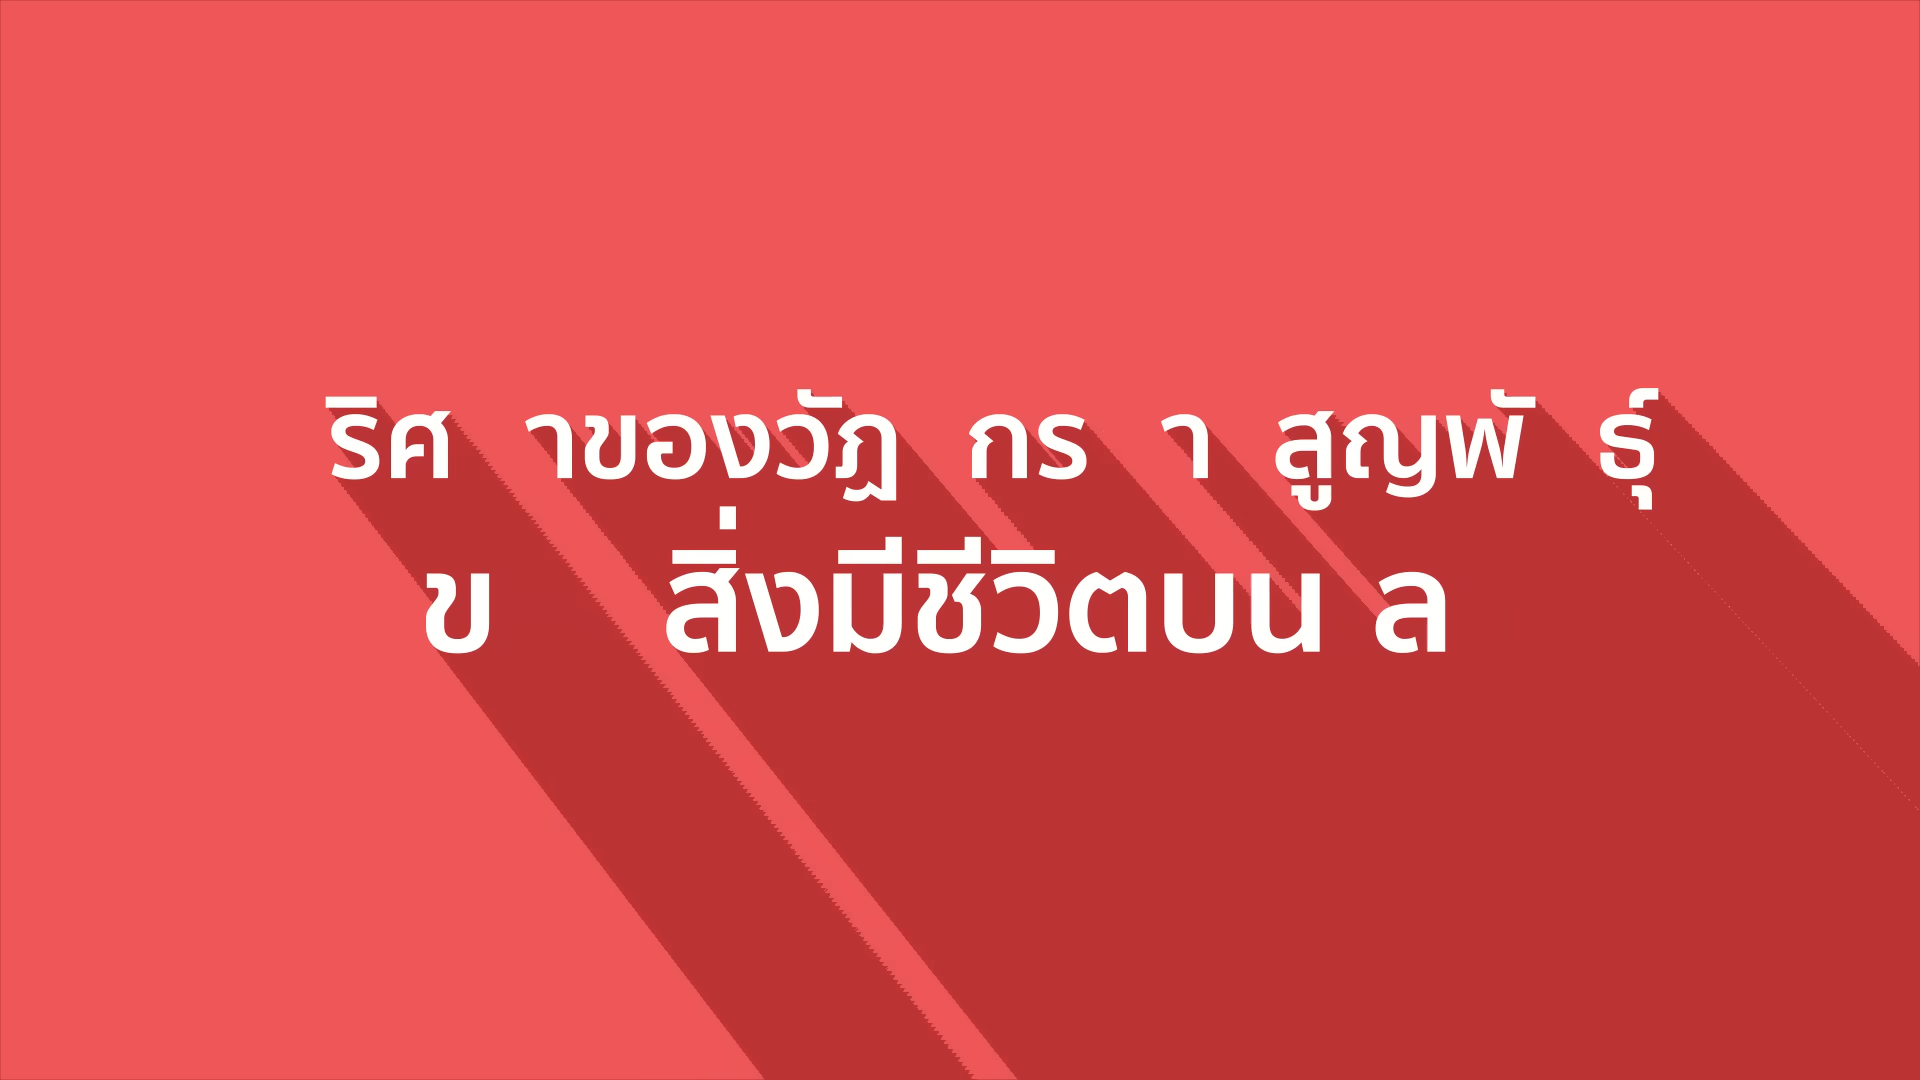 ริศ าของวัฏ กร า สูญพั ธุ์
ข สิ่งมีชีวิตบน ล